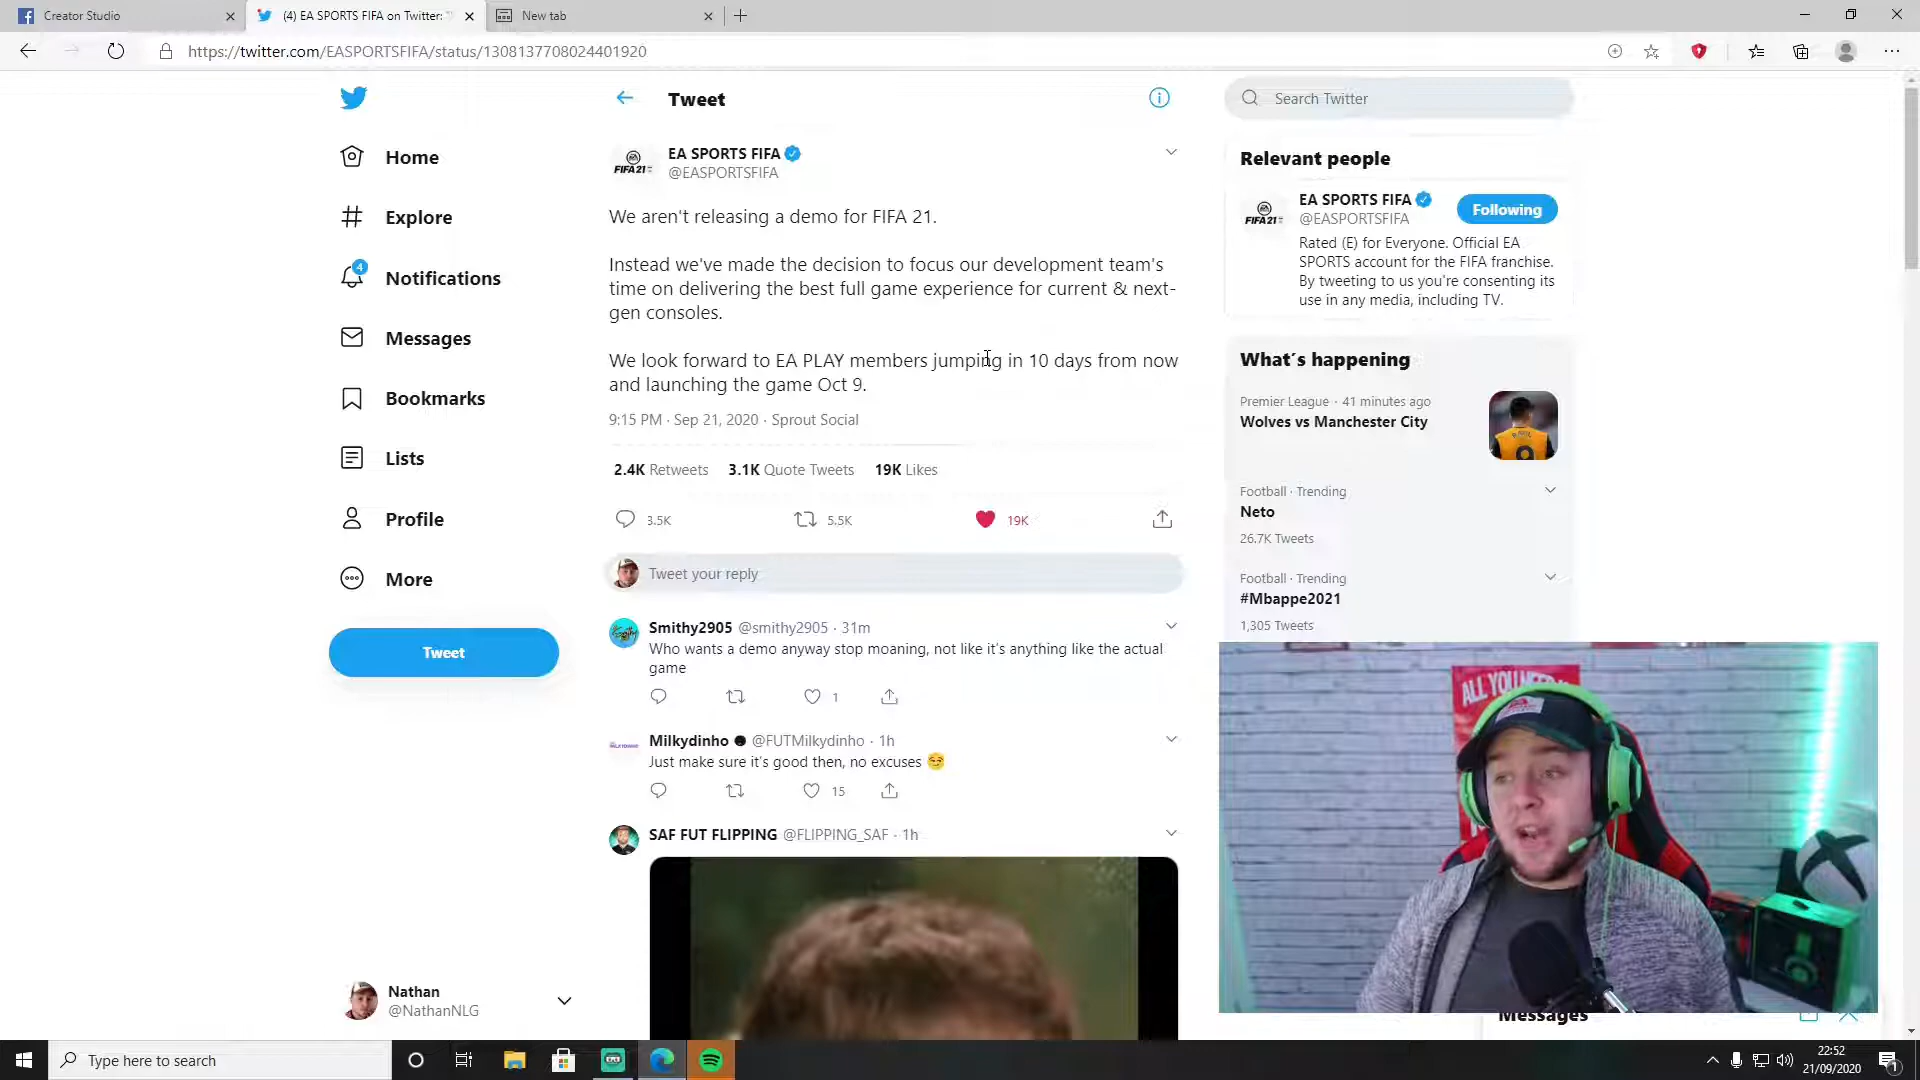 Creator Studio
(4) EA SPORTS FIFA on Twitter: "
New tab
https://twitter.com/EASPORTSFIFA/status/1308137708024401920
Tweet
Search Twitter
Home
Explore
4
Notifications
Messages
Bookmarks
Lists
Profile
More
Tweet
Nathan
@NathanNLG
FIFA 21
EA SPORTS FIFA
@EASPORTSFIFA
We aren't releasing a demo for FIFA 21.
Instead we've made the decision to focus our development team's
time on delivering the best full game experience for current & next-
gen consoles.
We look forward to EA PLAY members jumping in 10 days from now
and launching the game Oct 9.
9:15 PM · Sep 21, 2020 · Sprout Social
2.4K Retweets 3.1K Quote Tweets 19K Likes
3.5K 5.5K 19K
Tweet your reply
Smithy2905 @smithy2905 · 31m
Who wants a demo anyway stop moaning, not like it's anything like the actual
game
1
Milkydinho @FUTMilkydinho · 1h
Just make sure it's good then, no excuses 😏
15
SAF FUT FLIPPING @FLIPPING_SAF · 1h
Relevant people
FIFA 21
EA SPORTS FIFA
@EASPORTSFIFA
Following
Rated (E) for Everyone. Official EA
SPORTS account for the FIFA franchise.
By tweeting to us you're consenting its
use in any media, including TV.
What's happening
Premier League · 41 minutes ago
Wolves vs Manchester City
Football · Trending
Neto
26.7K Tweets
Football · Trending
#Mbappe2021
1,305 Tweets
ALL YOU NEED
Messages
Type here to search
22:52
21/09/2020
1